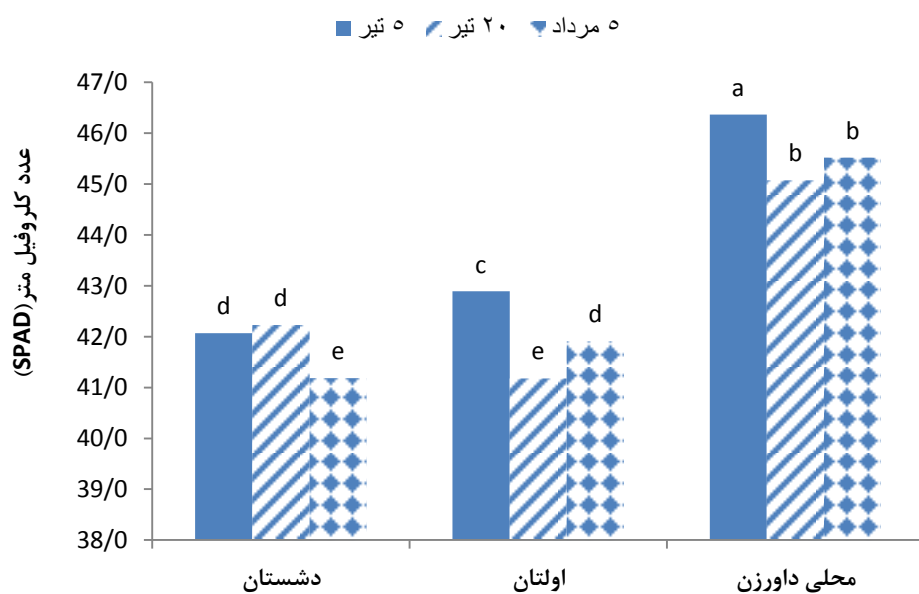 ۵ تیر
۲۰ تیر
۵ مرداد
عدد کلروفیل متر(SPAD)
47/0
46/0
45/0
44/0
43/0
42/0
41/0
40/0
39/0
38/0
d
d
e
c
e
d
a
b
b
دشستان
اولتان
محلی داورزن